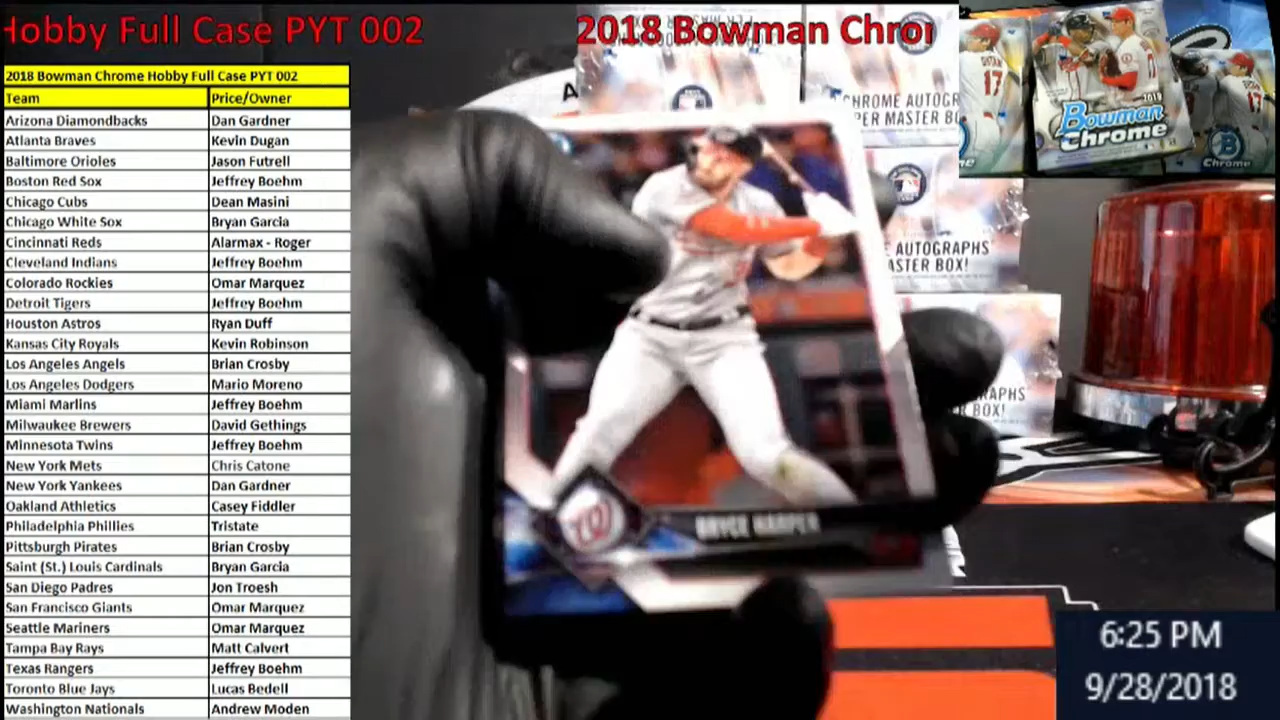 Hobby Full Case PYT 002
2018 Bowman Chrom
2018 Bowman Chrome Hobby Full Case PYT 002
Team Price/Owner
Arizona Diamondbacks Dan Gardner
Atlanta Braves Kevin Dugan
Baltimore Orioles Jason Futrell
Boston Red Sox Jeffrey Boehm
Chicago Cubs Dean Masini
Chicago White Sox Bryan Garcia
Cincinnati Reds Alarmax - Roger
Cleveland Indians Jeffrey Boehm
Colorado Rockies Omar Marquez
Detroit Tigers Jeffrey Boehm
Houston Astros Ryan Duff
Kansas City Royals Kevin Robinson
Los Angeles Angels Brian Crosby
Los Angeles Dodgers Mario Moreno
Miami Marlins Jeffrey Boehm
Milwaukee Brewers David Gethings
Minnesota Twins Jeffrey Boehm
New York Mets Chris Catone
New York Yankees Dan Gardner
Oakland Athletics Casey Fiddler
Philadelphia Phillies Tristate
Pittsburgh Pirates Brian Crosby
Saint (St.) Louis Cardinals Bryan Garcia
San Diego Padres Jon Troesh
San Francisco Giants Omar Marquez
Seattle Mariners Omar Marquez
Tampa Bay Rays Matt Calvert
Texas Rangers Jeffrey Boehm
Toronto Blue Jays Lucas Bedell
Washington Nationals Andrew Moden
CHROME AUTOGR
PER MASTER BO
E AUTOGRAPHS
ASTER BOX!
RAPHS
R BOX!
17
2018
Bowman
Chrome
17
Chrome
W
BRYCE HARPER
6:25 PM
9/28/2018